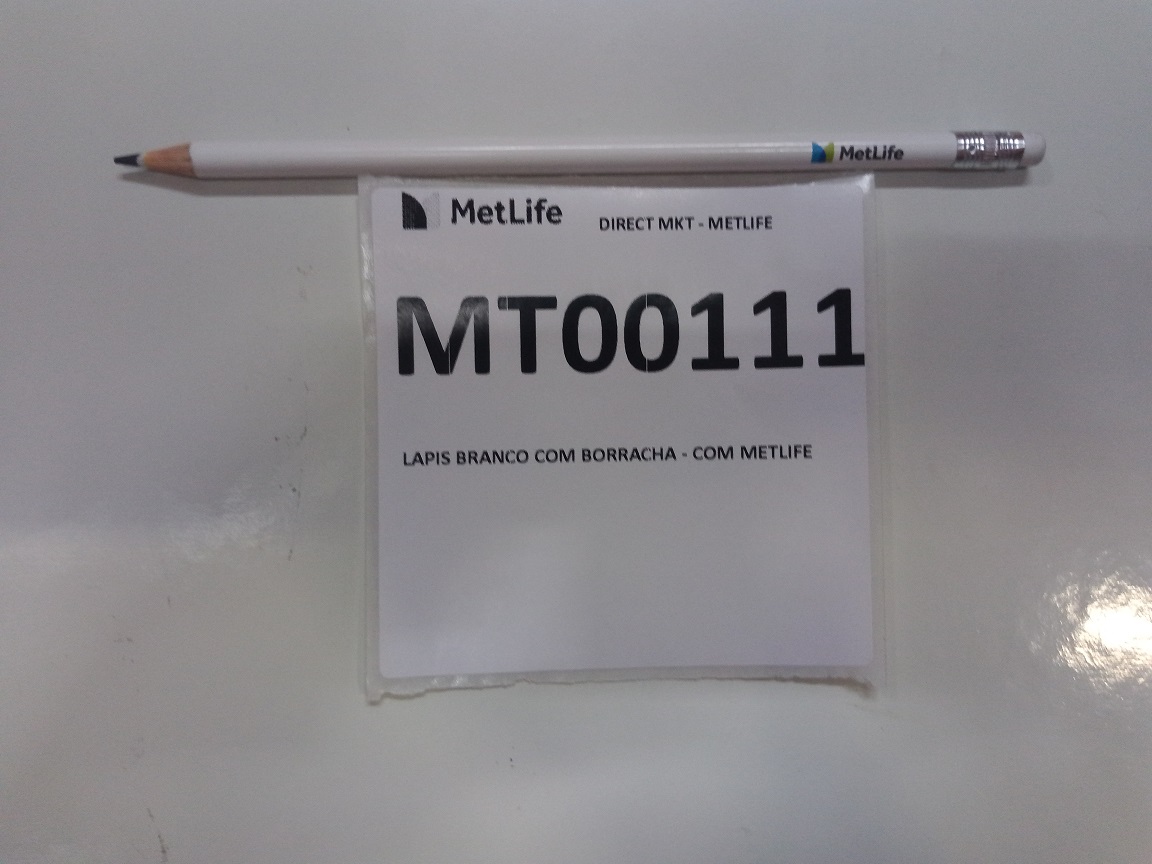 MetLife
MetLife
DIRECT MKT - METLIFE
MT00111
LAPIS BRANCO COM BORRACHA - COM METLIFE